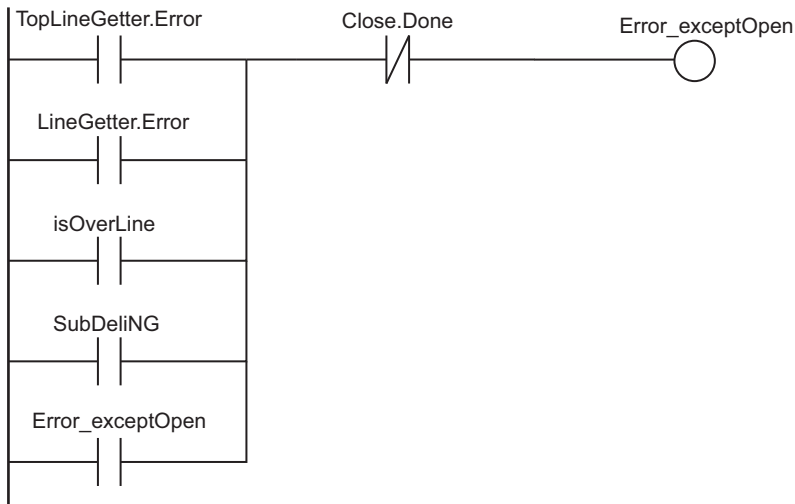 TopLineGetter.Error
Close.Done
Error_exceptOpen
LineGetter.Error
isOverLine
SubDeliNG
Error_exceptOpen